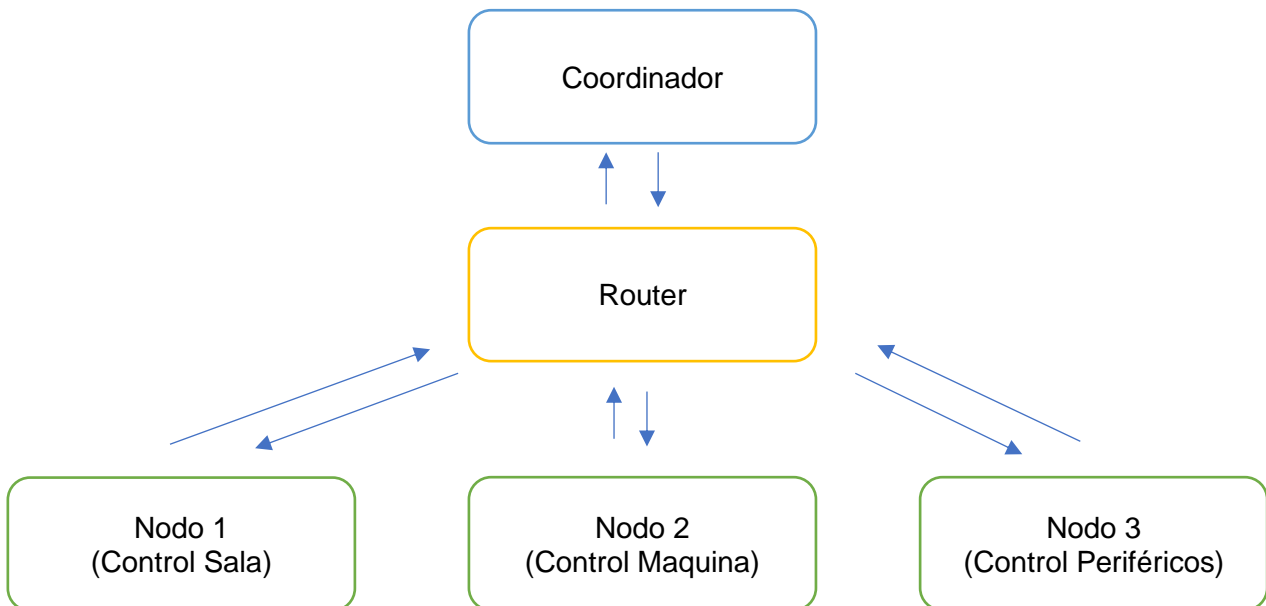 Coordinador
Router
Nodo 1
(Control Sala)
Nodo 2
(Control Maquina)
Nodo 3
(Control Periféricos)